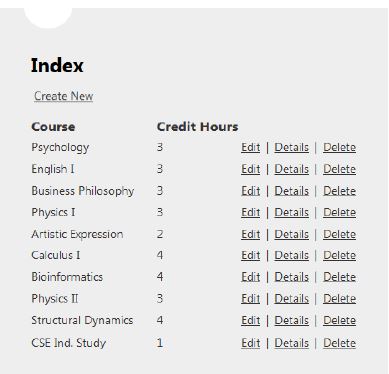 Index
Create New
Course Credit Hours
Psychology 3 Edit | Details | Delete
English I 3 Edit | Details | Delete
Business Philosophy 3 Edit | Details | Delete
Physics I 3 Edit | Details | Delete
Artistic Expression 2 Edit | Details | Delete
Calculus I 4 Edit | Details | Delete
Bioinformatics 4 Edit | Details | Delete
Physics II 3 Edit | Details | Delete
Structural Dynamics 4 Edit | Details | Delete
CSE Ind. Study 1 Edit | Details | Delete